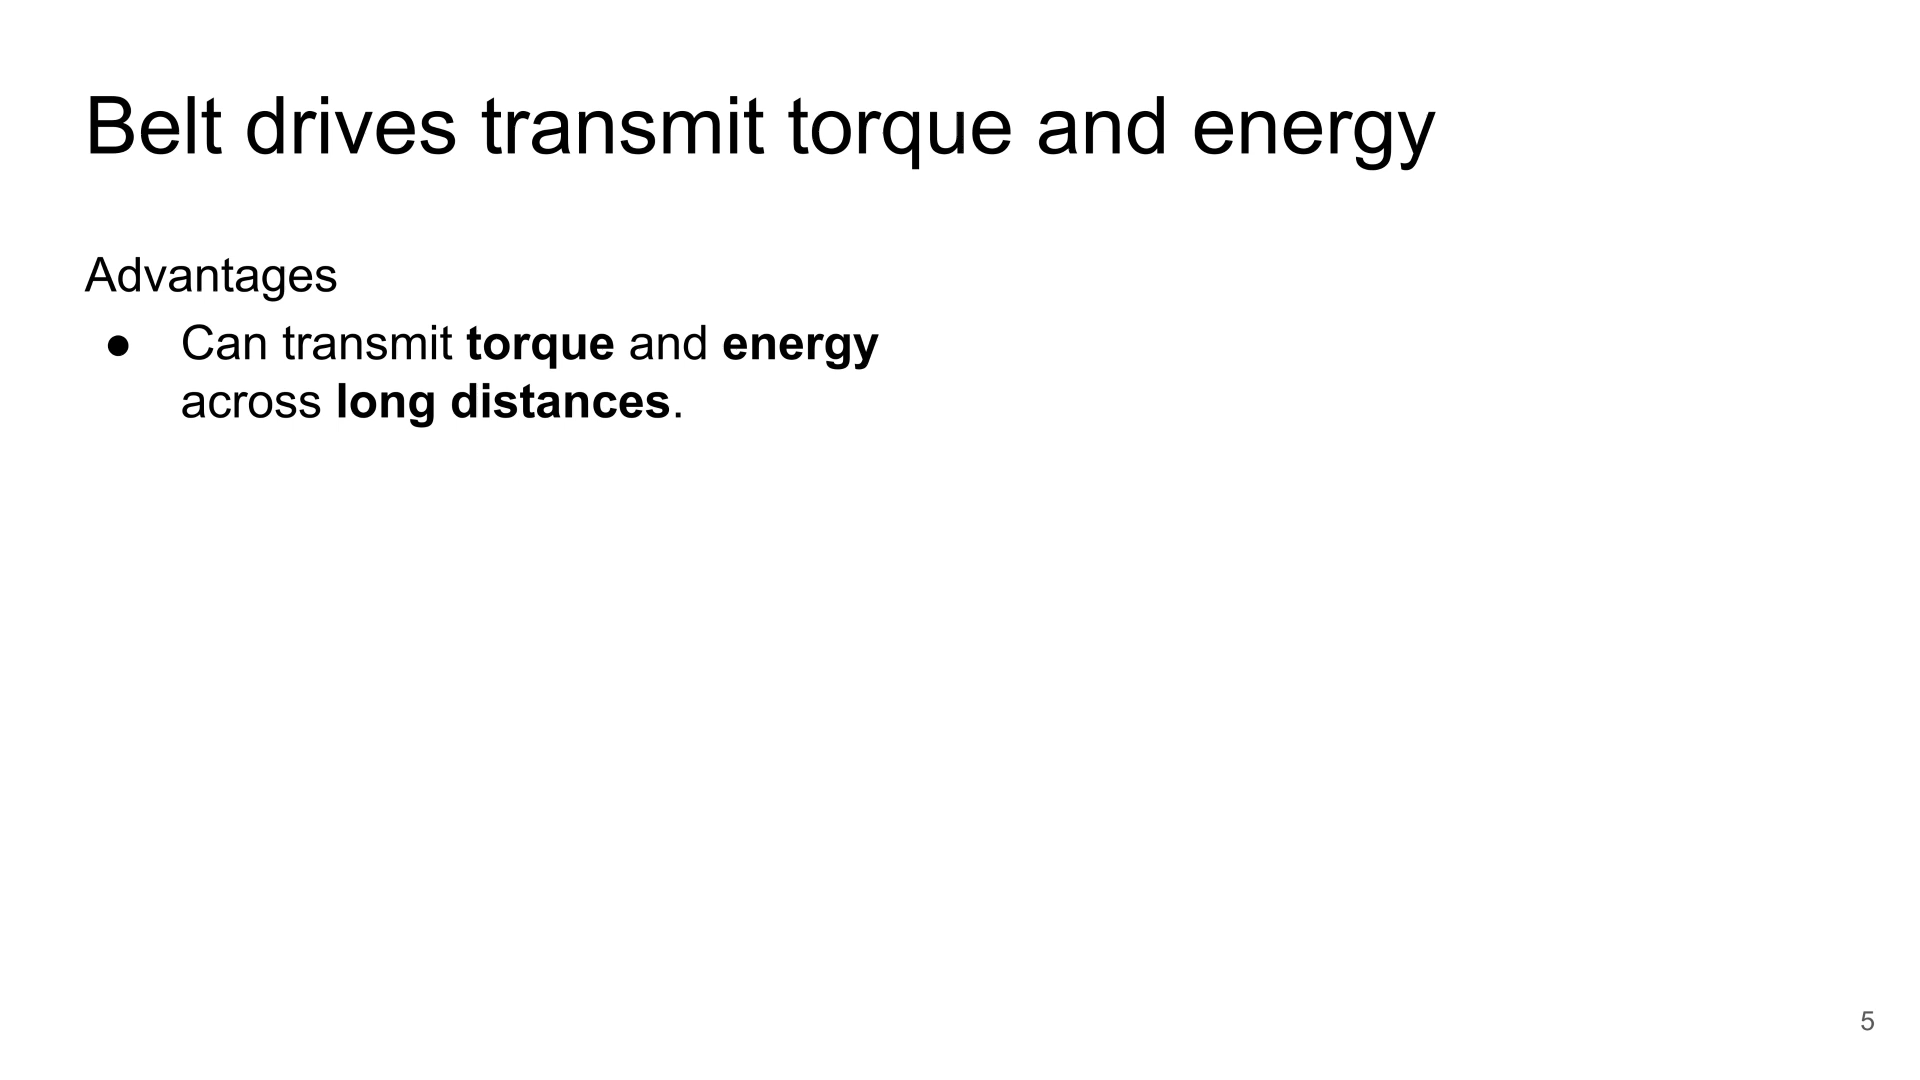 Belt drives transmit torque and energy
Advantages
● Can transmit torque and energy
across long distances.
5